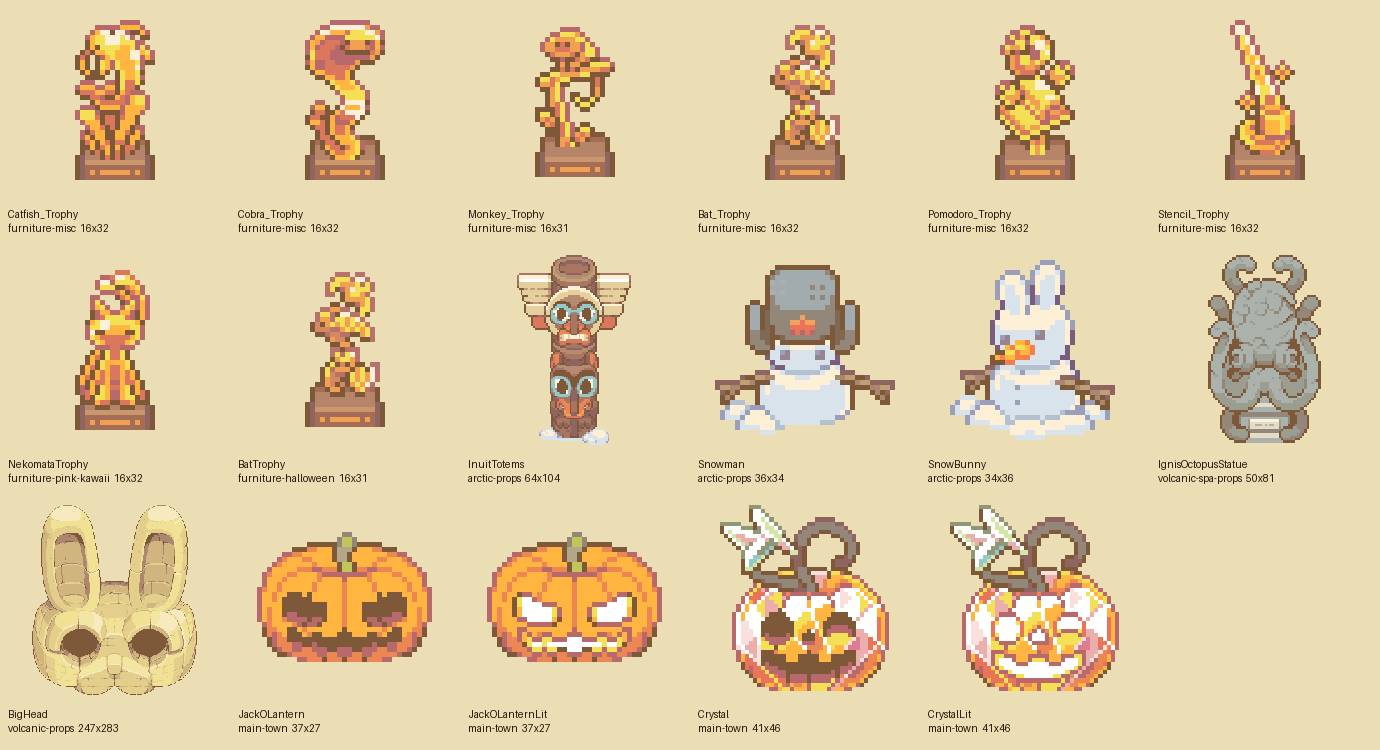 Catfish_Trophy
furniture-misc 16x32
Cobra_Trophy
furniture-misc 16x32
Monkey_Trophy
furniture-misc 16x31
Bat_Trophy
furniture-misc 16x32
Pomodoro_Trophy
furniture-misc 16x32
Stencil_Trophy
furniture-misc 16x32
NekomataTrophy
furniture-pink-kawaii 16x32
BatTrophy
furniture-halloween 16x31
InuitTotems
arctic-props 64x104
Snowman
arctic-props 36x34
SnowBunny
arctic-props 34x36
IgnisOctopusStatue
volcanic-spa-props 50x81
BigHead
volcanic-props 247x283
JackOLantern
main-town 37x27
JackOLanternLit
main-town 37x27
Crystal
main-town 41x46
CrystalLit
main-town 41x46